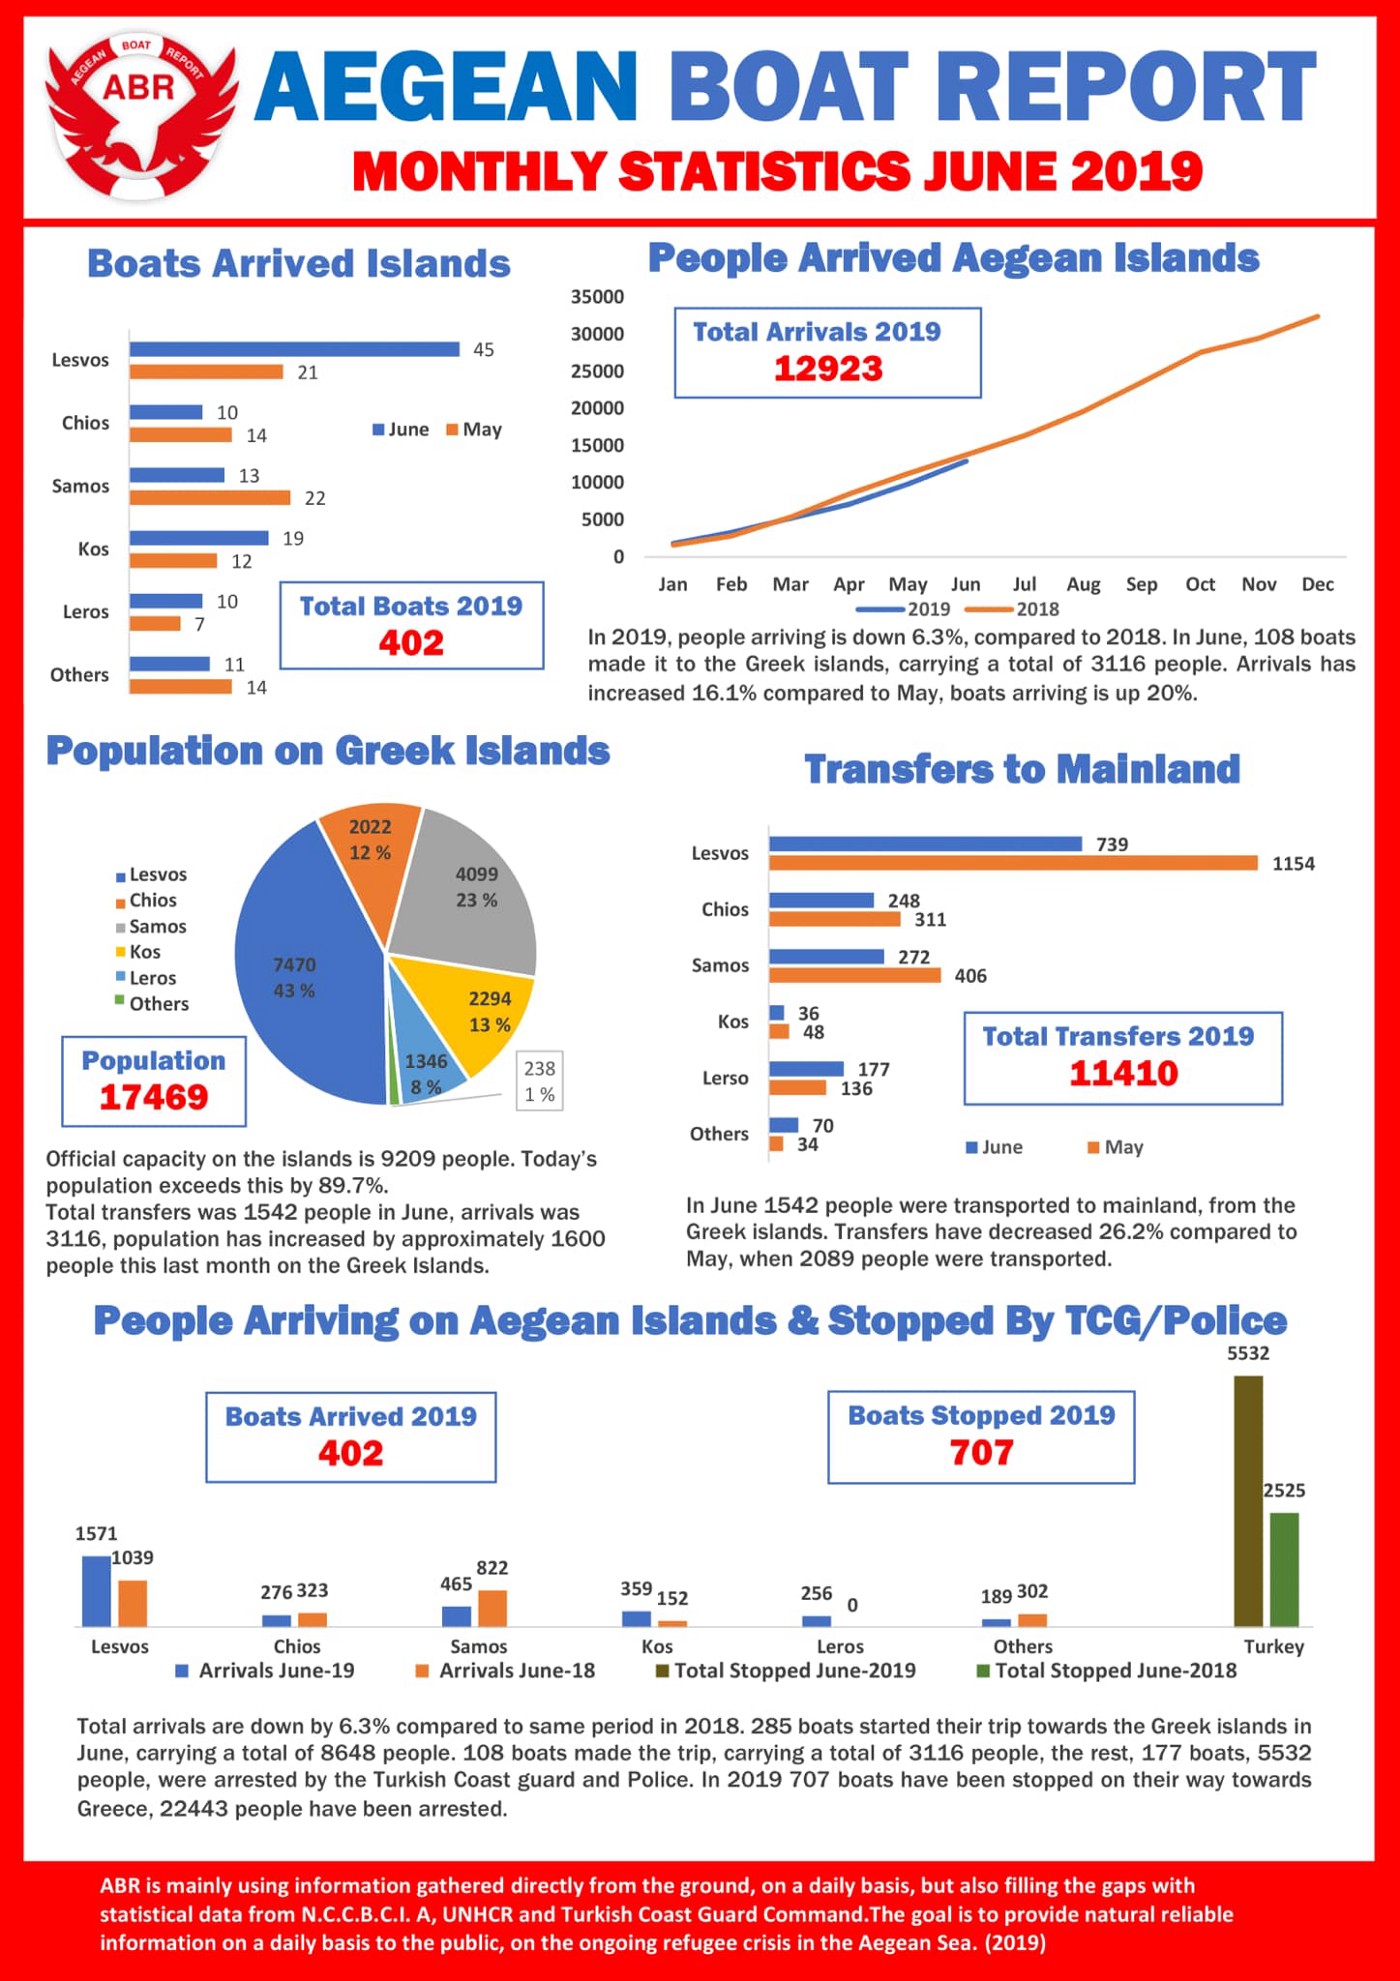 AEGEAN BOAT REPORT
ABR
AEGEAN BOAT REPORT
MONTHLY STATISTICS JUNE 2019
Boats Arrived Islands
Lesvos
45
21
Chios
10
14
June May
Samos
13
22
Kos
19
12
Leros
10
7
Others
11
14
Total Boats 2019
402
People Arrived Aegean Islands
35000
30000
25000
20000
15000
10000
5000
0
Total Arrivals 2019
12923
Jan Feb Mar Apr May Jun Jul Aug Sep Oct Nov Dec
2019 2018
In 2019, people arriving is down 6.3%, compared to 2018. In June, 108 boats
made it to the Greek islands, carrying a total of 3116 people. Arrivals has
increased 16.1% compared to May, boats arriving is up 20%.
Population on Greek Islands
Lesvos
Chios
Samos
Kos
Leros
Others
2022
12 %
4099
23 %
7470
43 %
2294
13 %
1346
8 %
238
1 %
Population
17469
Official capacity on the islands is 9209 people. Today's
population exceeds this by 89.7%.
Total transfers was 1542 people in June, arrivals was
3116, population has increased by approximately 1600
people this last month on the Greek Islands.
Transfers to Mainland
Lesvos
739
1154
Chios
248
311
Samos
272
406
Kos
36
48
Lerso
177
136
Others
70
34
Total Transfers 2019
11410
June May
In June 1542 people were transported to mainland, from the
Greek islands. Transfers have decreased 26.2% compared to
May, when 2089 people were transported.
People Arriving on Aegean Islands & Stopped By TCG/Police
Boats Arrived 2019
402
Boats Stopped 2019
707
1571
1039
276 323
465
822
359 152
256 0
189 302
5532
2525
Lesvos Chios Samos Kos Leros Others Turkey
Arrivals June-19 Arrivals June-18 Total Stopped June-2019 Total Stopped June-2018
Total arrivals are down by 6.3% compared to same period in 2018. 285 boats started their trip towards the Greek islands in
June, carrying a total of 8648 people. 108 boats made the trip, carrying a total of 3116 people, the rest, 177 boats, 5532
people, were arrested by the Turkish Coast guard and Police. In 2019 707 boats have been stopped on their way towards
Greece, 22443 people have been arrested.
ABR is mainly using information gathered directly from the ground, on a daily basis, but also filling the gaps with
statistical data from N.C.C.B.C.I. A, UNHCR and Turkish Coast Guard Command.The goal is to provide natural reliable
information on a daily basis to the public, on the ongoing refugee crisis in the Aegean Sea. (2019)